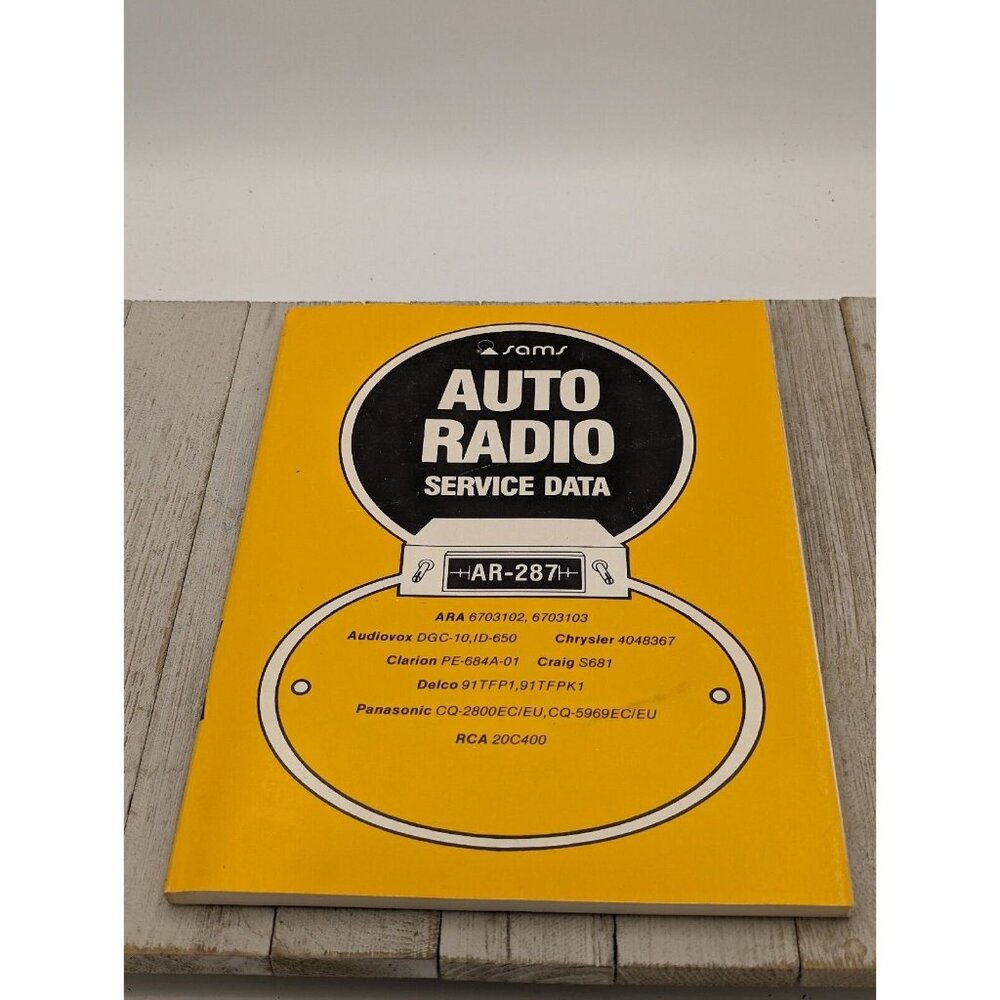 sams
AUTO
RADIO
SERVICE DATA
AR-287
ARA 6703102, 6703103
Audiovox DGC-10,ID-650 Chrysler 4048367
Clarion PE-684A-01 Craig S681
Delco 91TFP1,91TFPK1
Panasonic CQ-2800EC/EU,CQ-5969EC/EU
RCA 20C400